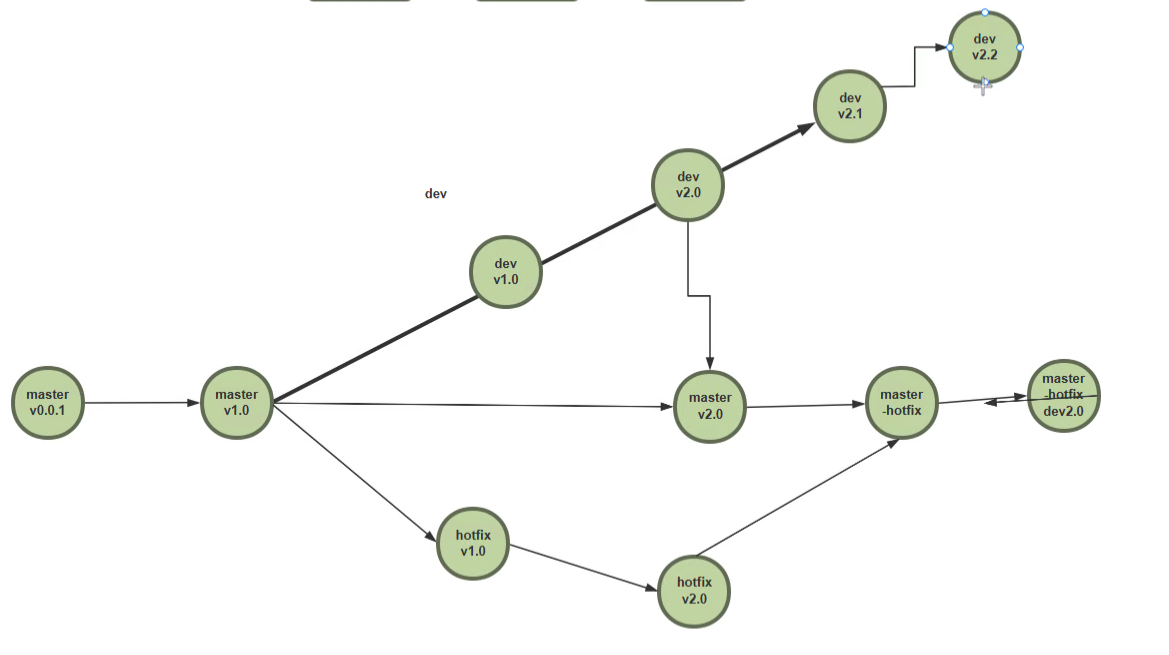 dev
v2.2
dev
v2.1
dev
v2.0
dev
dev
v1.0
master
v0.0.1
master
v1.0
master
v2.0
master
-hotfix
master
-hotfix
dev2.0
hotfix
v1.0
hotfix
v2.0